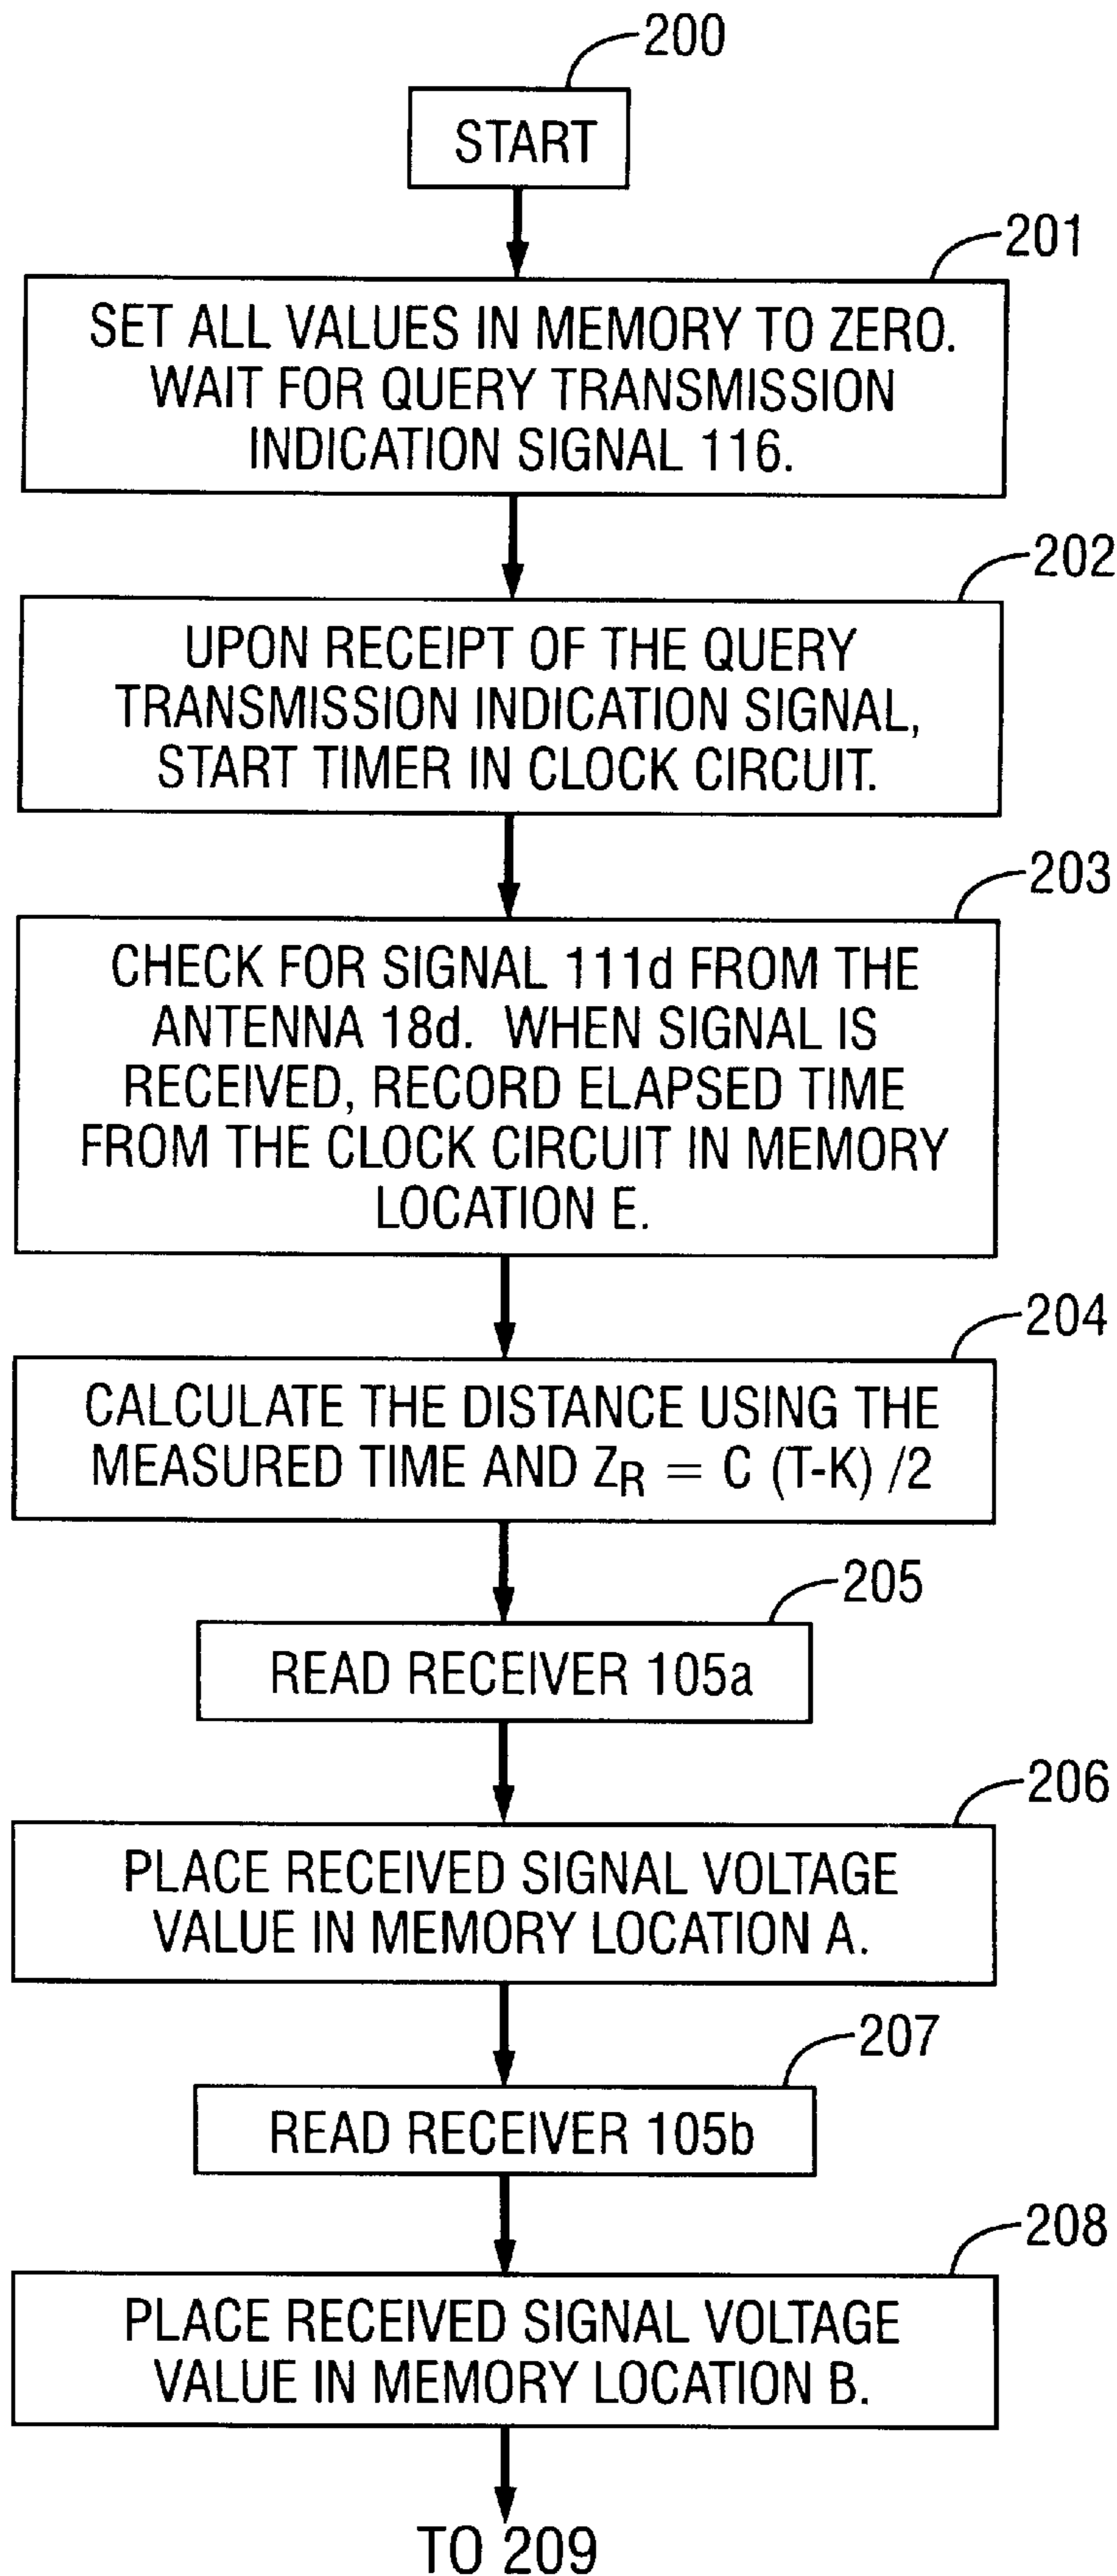 200
START
201
SET ALL VALUES IN MEMORY TO ZERO.
WAIT FOR QUERY TRANSMISSION
INDICATION SIGNAL 116.
202
UPON RECEIPT OF THE QUERY
TRANSMISSION INDICATION SIGNAL,
START TIMER IN CLOCK CIRCUIT.
203
CHECK FOR SIGNAL 111d FROM THE
ANTENNA 18d. WHEN SIGNAL IS
RECEIVED, RECORD ELAPSED TIME
FROM THE CLOCK CIRCUIT IN MEMORY
LOCATION E.
204
CALCULATE THE DISTANCE USING THE
MEASURED TIME AND ZR = C (T-K) /2
205
READ RECEIVER 105a
206
PLACE RECEIVED SIGNAL VOLTAGE
VALUE IN MEMORY LOCATION A.
207
READ RECEIVER 105b
208
PLACE RECEIVED SIGNAL VOLTAGE
VALUE IN MEMORY LOCATION B.
TO 209